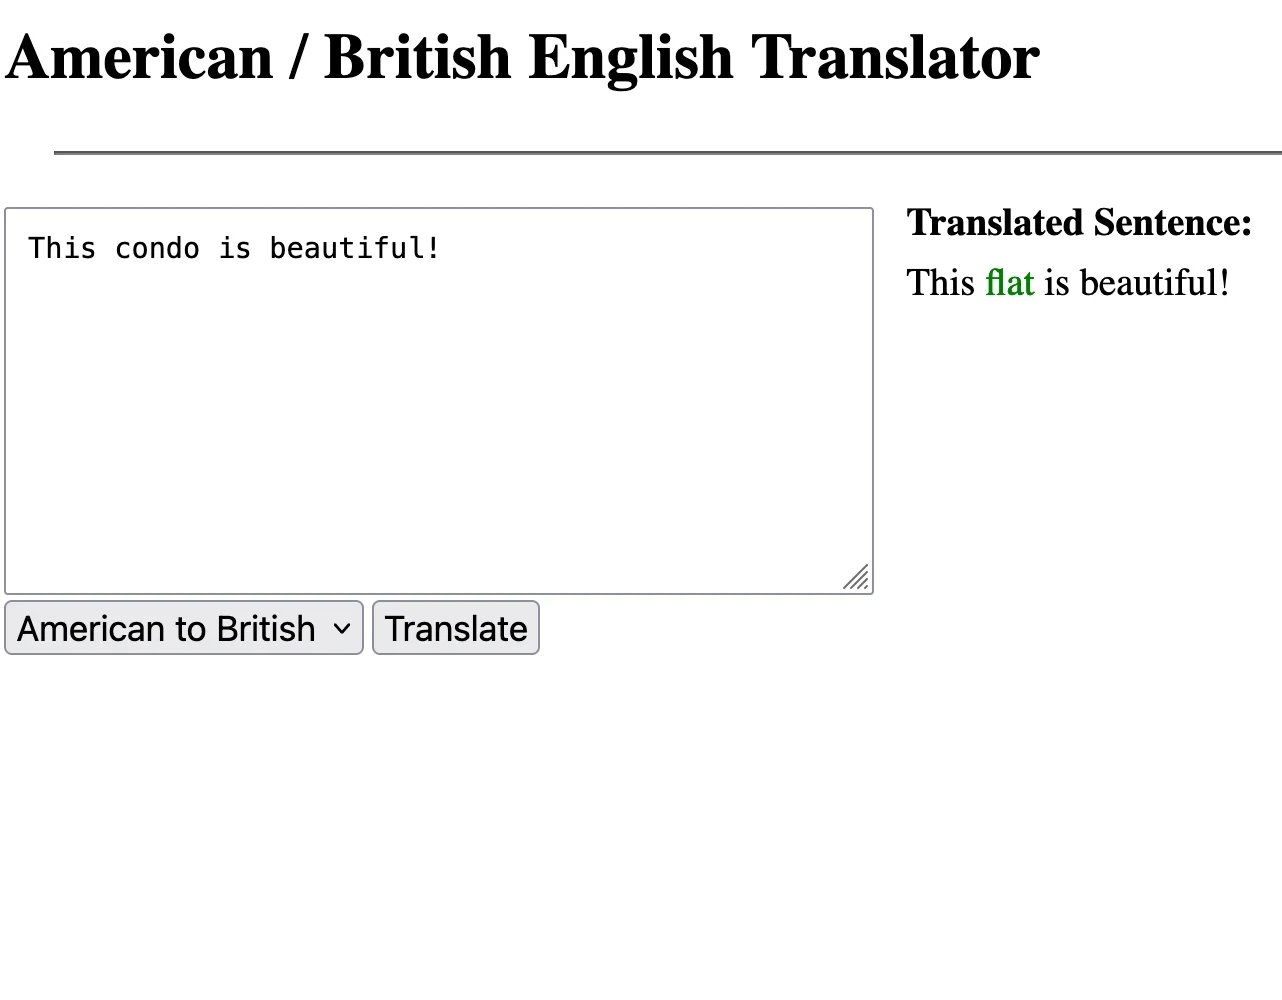 American / British English Translator
This condo is beautiful!
Translated Sentence:
This flat is beautiful!
American to British
Translate